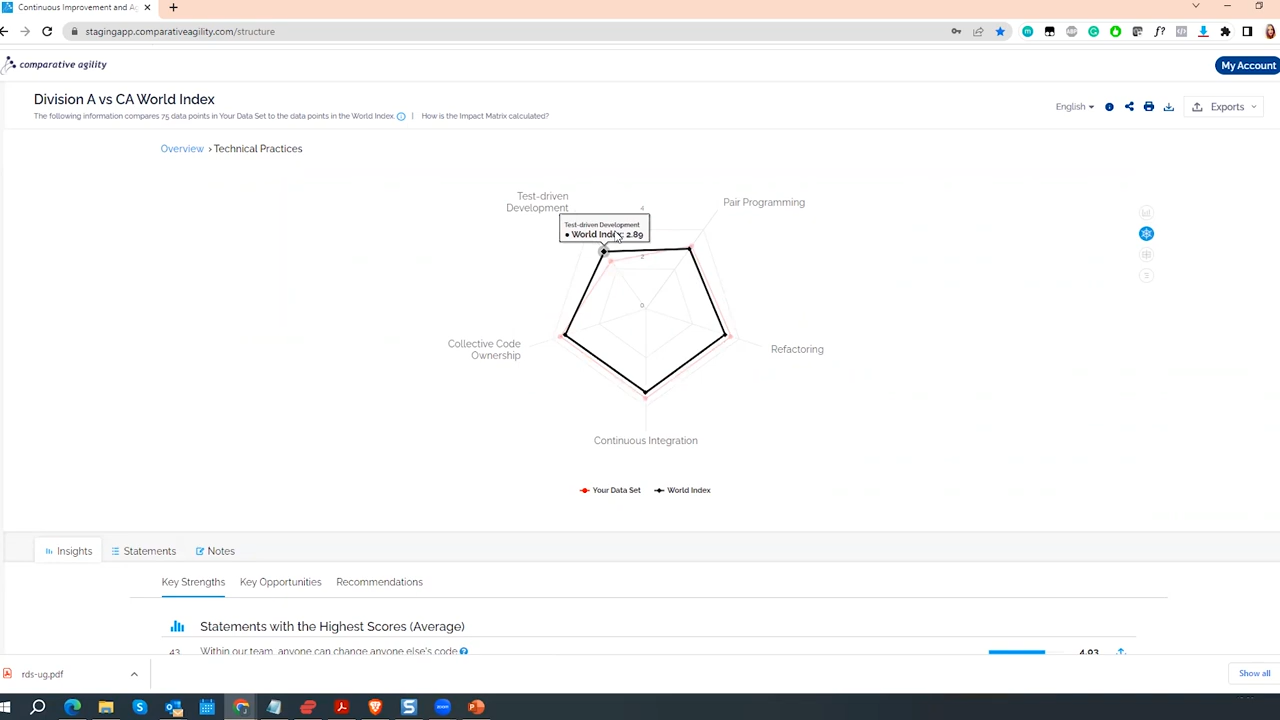 Continuous Improvement and Ag
stagingapp.comparativeagility.com/structure
comparative agility
My Account
Division A vs CA World Index
The following information compares 75 data points in Your Data Set to the data points in the World Index
|
How is the Impact Matrix calculated?
English
Exports
Overview › Technical Practices
Test-driven
Development
4
Pair Programming
Test-driven Development
World Index: 2.89
2
0
Collective Code
Ownership
Refactoring
Continuous Integration
Your Data Set
World Index
Insights
Statements
Notes
Key Strengths
Key Opportunities
Recommendations
Statements with the Highest Scores (Average)
43
Within our team, anyone can change anyone else's code
4.03
rds-ug.pdf
Show all